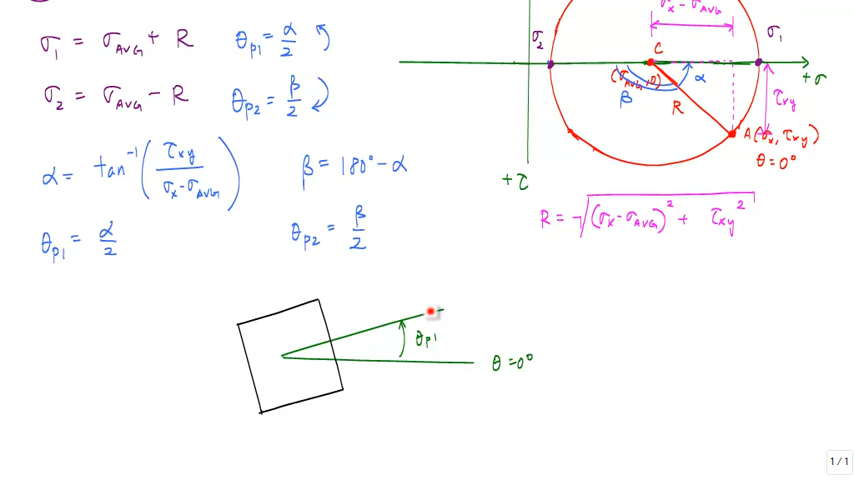 σx - σAVG
σ1 = σAVG + R
θp1 = α/2
σ2
C
σ1
+σ
σ2 = σAVG - R
θp2 = β/2
(σAVG, 0)
α
β
R
τxy
A(σx, τxy)
θ=0°
α = tan⁻¹(τxy/(σx-σAVG))
β = 180° - α
+τ
R = √((σx-σAVG)² + τxy²)
θp1 = α/2
θp2 = β/2
θp1
θ=0°
1/1